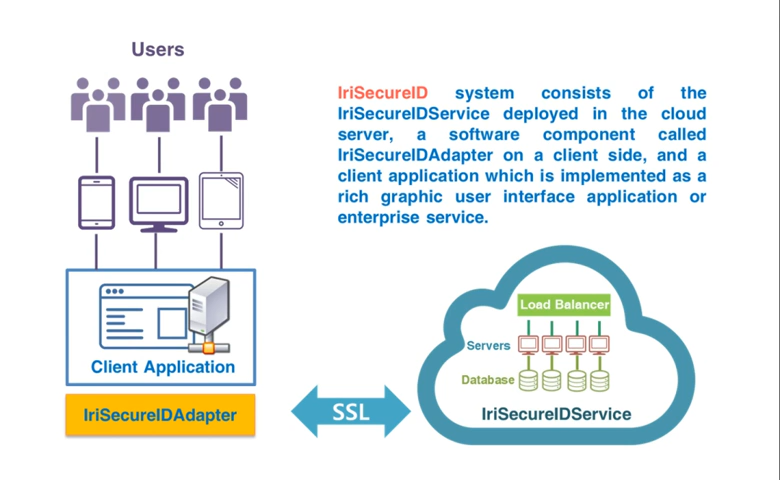 Users
IriSecureID system consists of the
IriSecureIDService deployed in the cloud
server, a software component called
IriSecureIDAdapter on a client side, and a
client application which is implemented as a
rich graphic user interface application or
enterprise service.
Client Application
IriSecureIDAdapter
SSL
Load Balancer
Servers
Database
IriSecureIDService